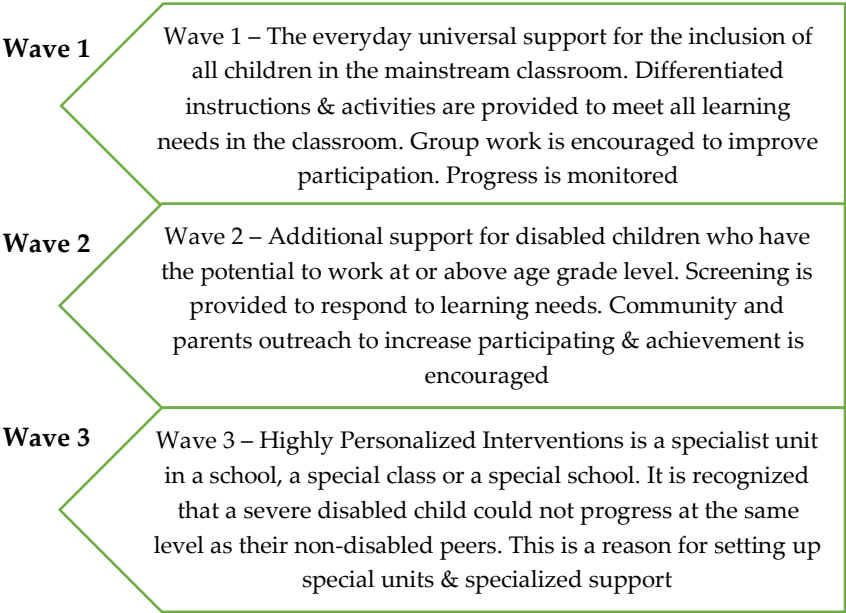 Wave 1
Wave 1 – The everyday universal support for the inclusion of
all children in the mainstream classroom. Differentiated
instructions & activities are provided to meet all learning
needs in the classroom. Group work is encouraged to improve
participation. Progress is monitored
Wave 2
Wave 2 – Additional support for disabled children who have
the potential to work at or above age grade level. Screening is
provided to respond to learning needs. Community and
parents outreach to increase participating & achievement is
encouraged
Wave 3
Wave 3 – Highly Personalized Interventions is a specialist unit
in a school, a special class or a special school. It is recognized
that a severe disabled child could not progress at the same
level as their non-disabled peers. This is a reason for setting up
special units & specialized support